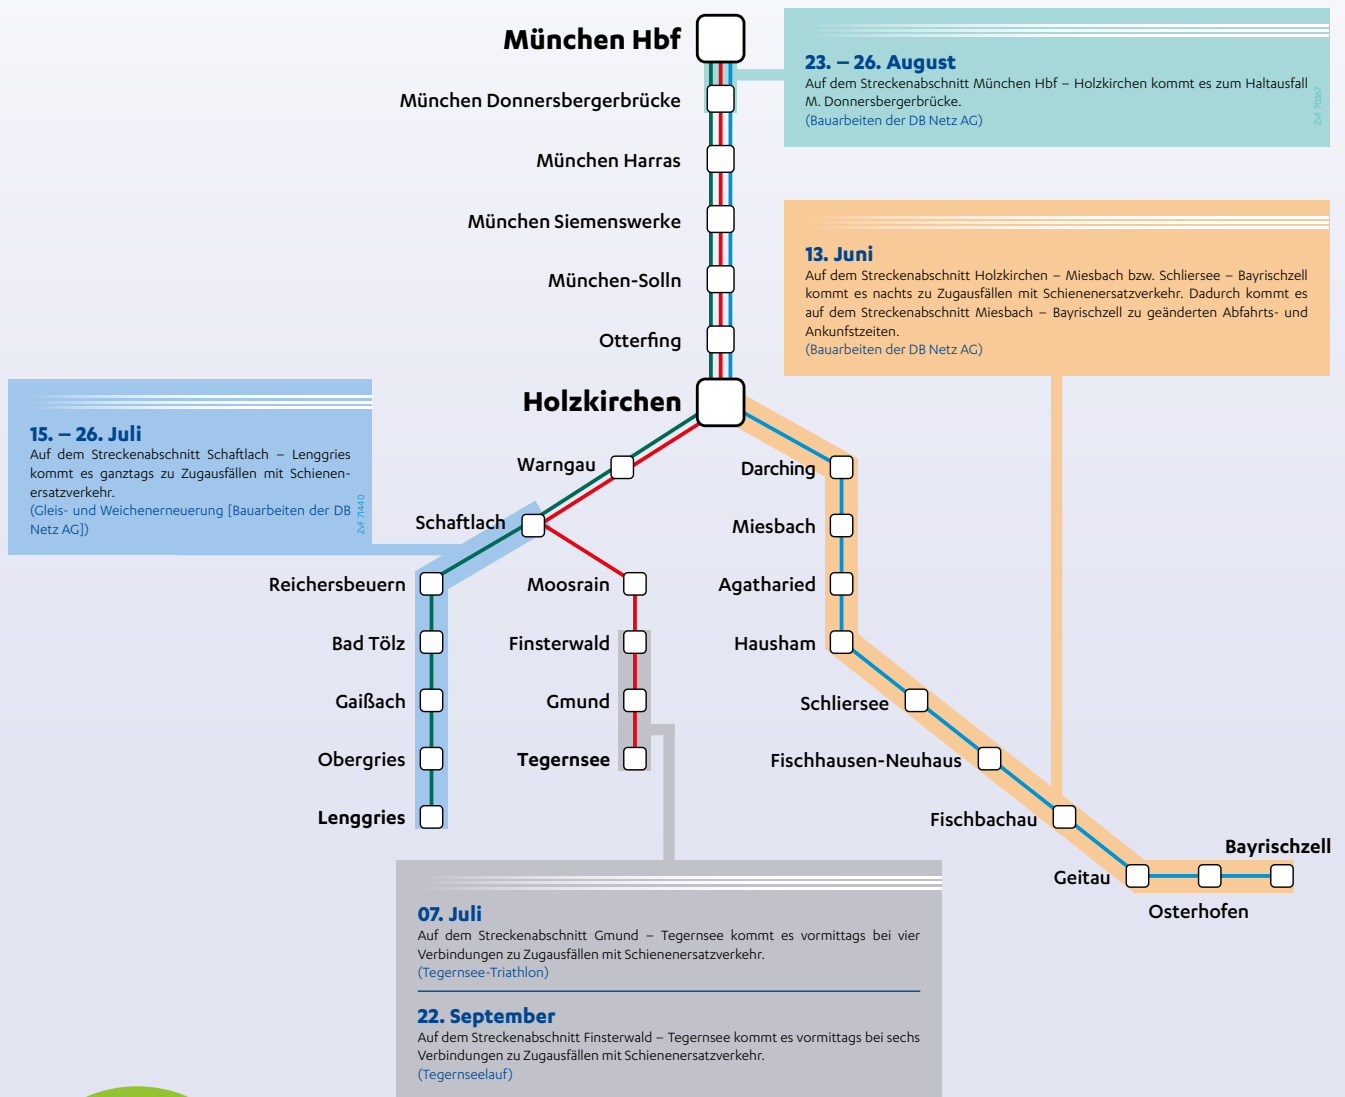 München Hbf
München Donnersbergerbrücke
München Harras
München Siemenswerke
München-Solln
Otterfing
Holzkirchen
23. – 26. August
Auf dem Streckenabschnitt München Hbf – Holzkirchen kommt es zum Haltausfall
M. Donnersbergerbrücke.
(Bauarbeiten der DB Netz AG)
ZvF 70367
13. Juni
Auf dem Streckenabschnitt Holzkirchen – Miesbach bzw. Schliersee – Bayrischzell
kommt es nachts zu Zugausfällen mit Schienenersatzverkehr. Dadurch kommt es
auf dem Streckenabschnitt Miesbach – Bayrischzell zu geänderten Abfahrts- und
Ankunfstzeiten.
(Bauarbeiten der DB Netz AG)
15. – 26. Juli
Auf dem Streckenabschnitt Schaftlach – Lenggries
kommt es ganztags zu Zugausfällen mit Schienen-
ersatzverkehr.
(Gleis- und Weichenerneuerung [Bauarbeiten der DB
Netz AG])
ZvF 71440
Warngau
Schaftlach
Reichersbeuern
Bad Tölz
Gaißach
Obergries
Lenggries
Moosrain
Finsterwald
Gmund
Tegernsee
Darching
Miesbach
Agatharied
Hausham
Schliersee
Fischhausen-Neuhaus
Fischbachau
Geitau
Osterhofen
Bayrischzell
07. Juli
Auf dem Streckenabschnitt Gmund – Tegernsee kommt es vormittags bei vier
Verbindungen zu Zugausfällen mit Schienenersatzverkehr.
(Tegernsee-Triathlon)
22. September
Auf dem Streckenabschnitt Finsterwald – Tegernsee kommt es vormittags bei sechs
Verbindungen zu Zugausfällen mit Schienenersatzverkehr.
(Tegernseelauf)